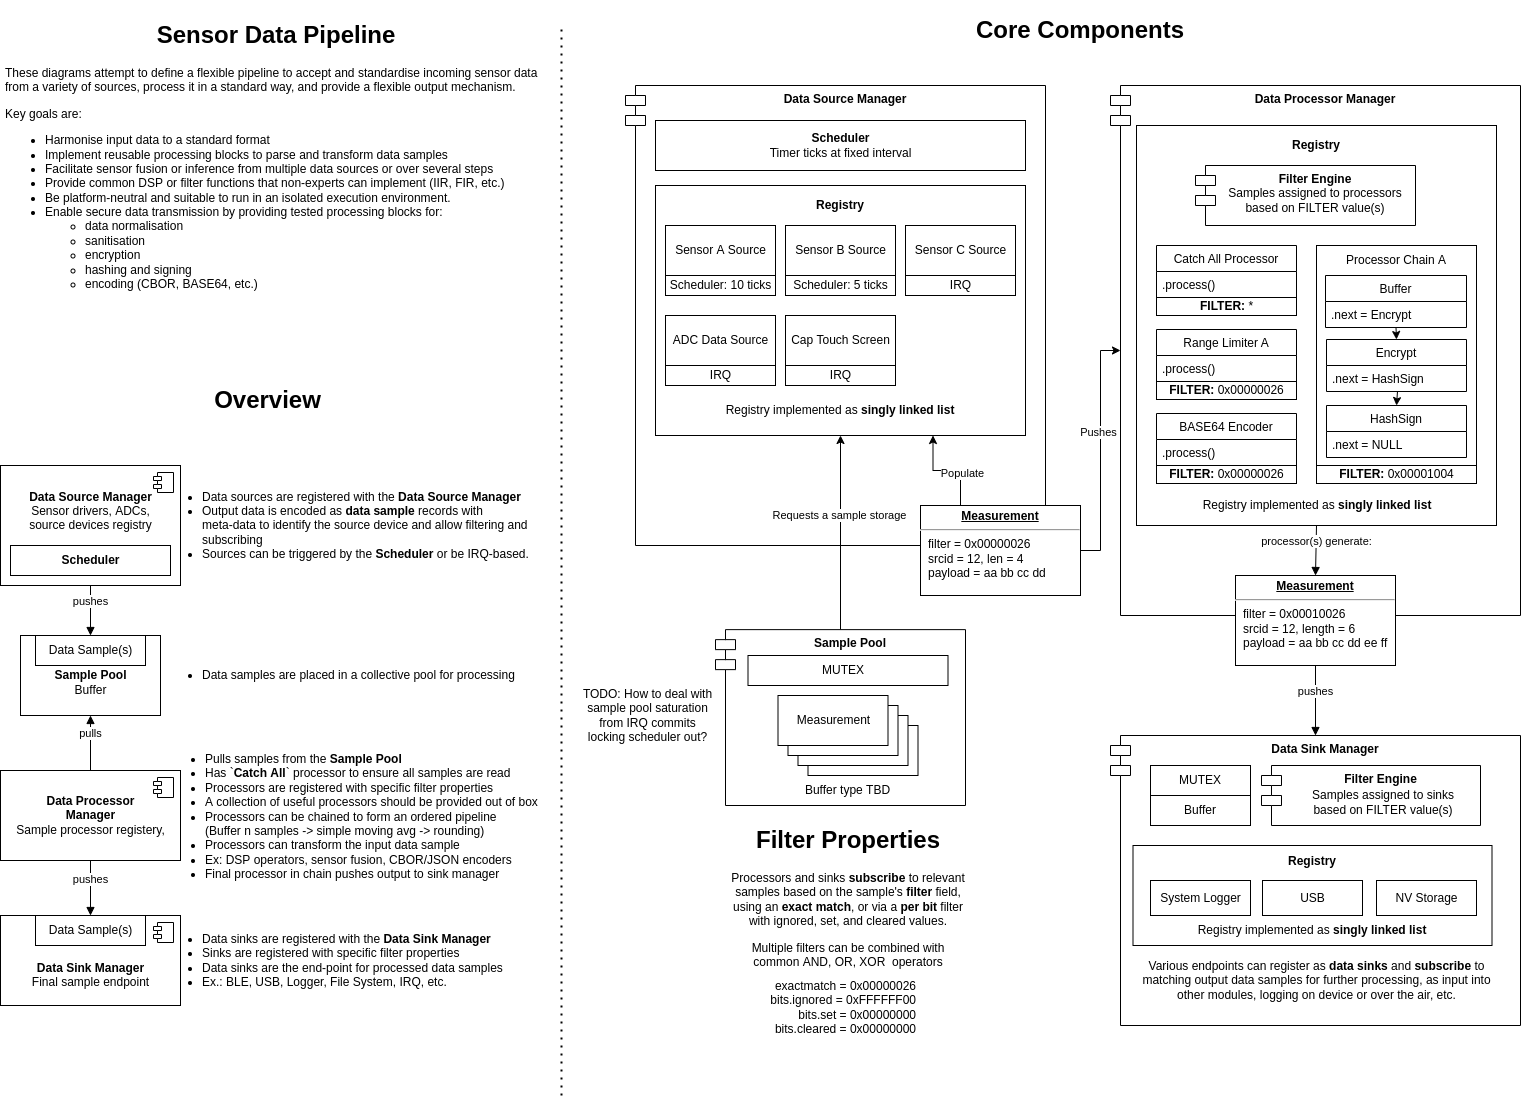 Sensor Data Pipeline
These diagrams attempt to define a flexible pipeline to accept and standardise incoming sensor data
from a variety of sources, process it in a standard way, and provide a flexible output mechanism.
Key goals are:
Harmonise input data to a standard format
Implement reusable processing blocks to parse and transform data samples
Facilitate sensor fusion or inference from multiple data sources or over several steps
Provide common DSP or filter functions that non-experts can implement (IIR, FIR, etc.)
Be platform-neutral and suitable to run in an isolated execution environment.
Enable secure data transmission by providing tested processing blocks for:
data normalisation
sanitisation
encryption
hashing and signing
encoding (CBOR, BASE64, etc.)
Overview
Data Source Manager
Sensor drivers, ADCs,
source devices registry
Scheduler
Data sources are registered with the Data Source Manager
Output data is encoded as data sample records with
meta-data to identify the source device and allow filtering and
subscribing
Sources can be triggered by the Scheduler or be IRQ-based.
pushes
Data Sample(s)
Sample Pool
Buffer
Data samples are placed in a collective pool for processing
pulls
Data Processor
Manager
Sample processor registery,
Pulls samples from the Sample Pool
Has `Catch All` processor to ensure all samples are read
Processors are registered with specific filter properties
A collection of useful processors should be provided out of box
Processors can be chained to form an ordered pipeline
(Buffer n samples -> simple moving avg -> rounding)
Processors can transform the input data sample
Ex: DSP operators, sensor fusion, CBOR/JSON encoders
Final processor in chain pushes output to sink manager
pushes
Data Sample(s)
Data Sink Manager
Final sample endpoint
Data sinks are registered with the Data Sink Manager
Sinks are registered with specific filter properties
Data sinks are the end-point for processed data samples
Ex.: BLE, USB, Logger, File System, IRQ, etc.
Core Components
Data Source Manager
Scheduler
Timer ticks at fixed interval
Registry
Sensor A Source
Scheduler: 10 ticks
Sensor B Source
Scheduler: 5 ticks
Sensor C Source
IRQ
ADC Data Source
IRQ
Cap Touch Screen
IRQ
Registry implemented as singly linked list
Populate
Requests a sample storage
Measurement
filter = 0x00000026
srcid = 12, len = 4
payload = aa bb cc dd
Pushes
Sample Pool
MUTEX
Measurement
Buffer type TBD
TODO: How to deal with
sample pool saturation
from IRQ commits
locking scheduler out?
Filter Properties
Processors and sinks subscribe to relevant
samples based on the sample's filter field,
using an exact match, or via a per bit filter
with ignored, set, and cleared values.
Multiple filters can be combined with
common AND, OR, XOR operators
exactmatch = 0x00000026
bits.ignored = 0xFFFFFF00
bits.set = 0x00000000
bits.cleared = 0x00000000
Data Processor Manager
Registry
Filter Engine
Samples assigned to processors
based on FILTER value(s)
Catch All Processor
.process()
FILTER: *
Range Limiter A
.process()
FILTER: 0x00000026
BASE64 Encoder
.process()
FILTER: 0x00000026
Processor Chain A
Buffer
.next = Encrypt
Encrypt
.next = HashSign
HashSign
.next = NULL
FILTER: 0x00001004
Registry implemented as singly linked list
processor(s) generate:
Measurement
filter = 0x00010026
srcid = 12, length = 6
payload = aa bb cc dd ee ff
pushes
Data Sink Manager
MUTEX
Buffer
Filter Engine
Samples assigned to sinks
based on FILTER value(s)
Registry
System Logger
USB
NV Storage
Registry implemented as singly linked list
Various endpoints can register as data sinks and subscribe to
matching output data samples for further processing, as input into
other modules, logging on device or over the air, etc.